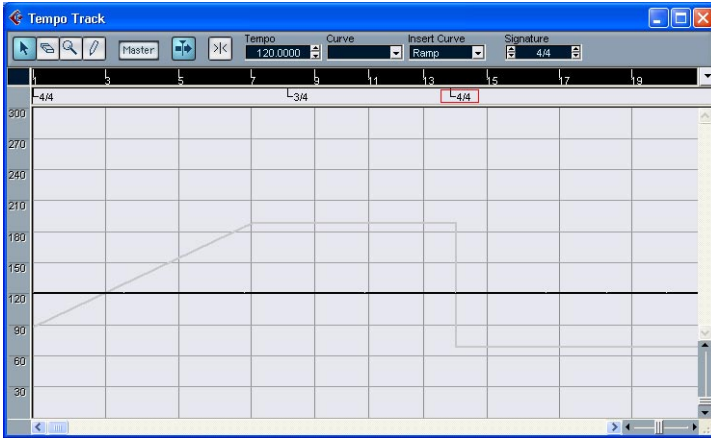 Tempo Track
Tempo Curve Insert Curve Signature
Master 120.0000 Ramp 4/4
1 3 5 7 9 11 13 15 17 19
4/4 3/4 4/4
300
270
240
210
180
150
120
90
60
30